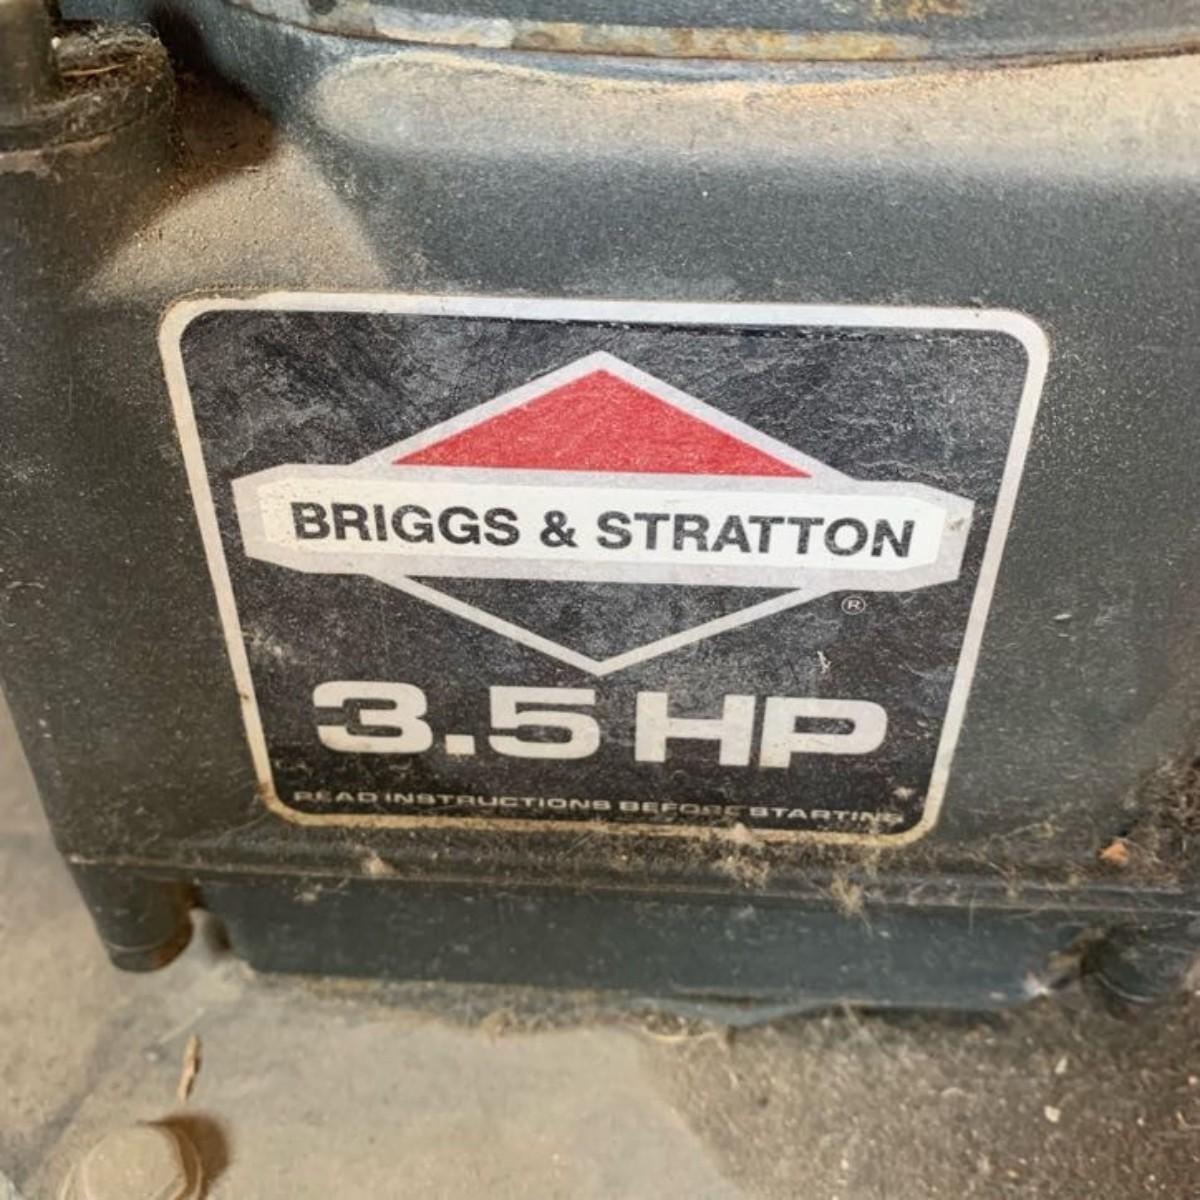 BRIGGS & STRATTON
®
3.5 HP
READ INSTRUCTIONS BEFORE STARTING